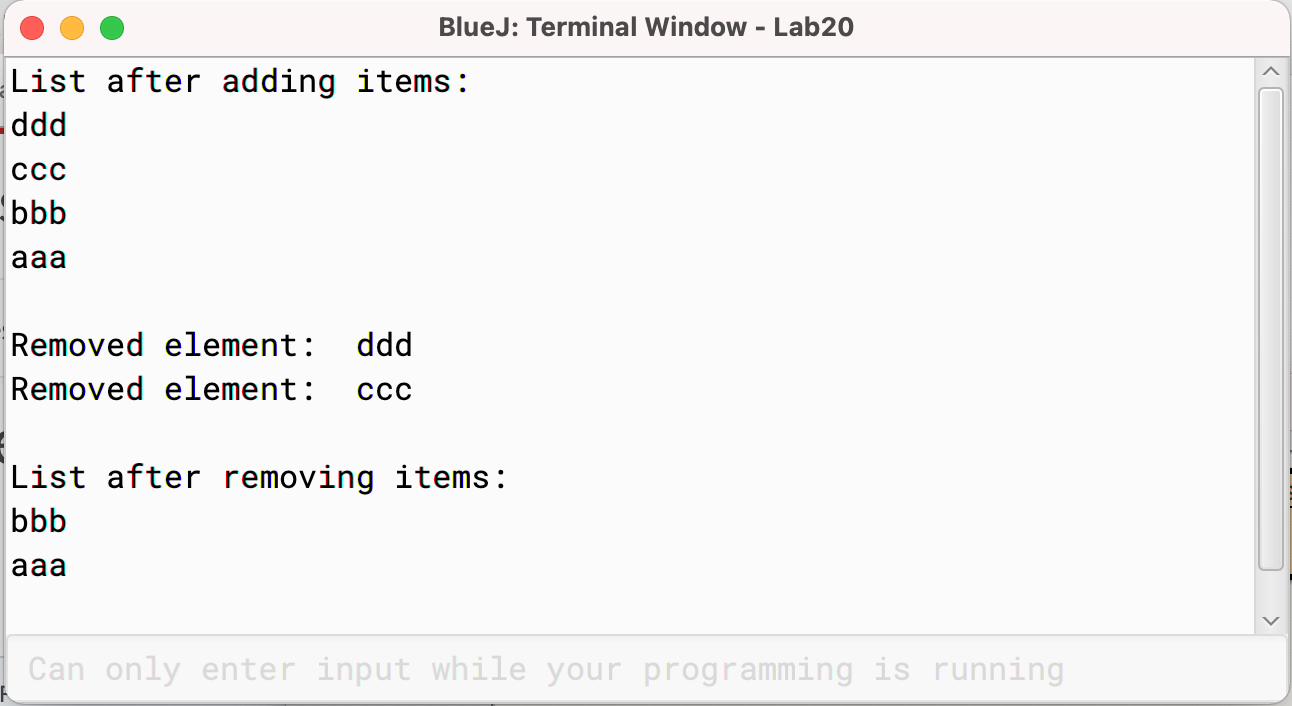 BlueJ: Terminal Window - Lab20
List after adding items:
ddd
ccc
bbb
aaa
Removed element:  ddd
Removed element:  ccc
List after removing items:
bbb
aaa
Can only enter input while your programming is running